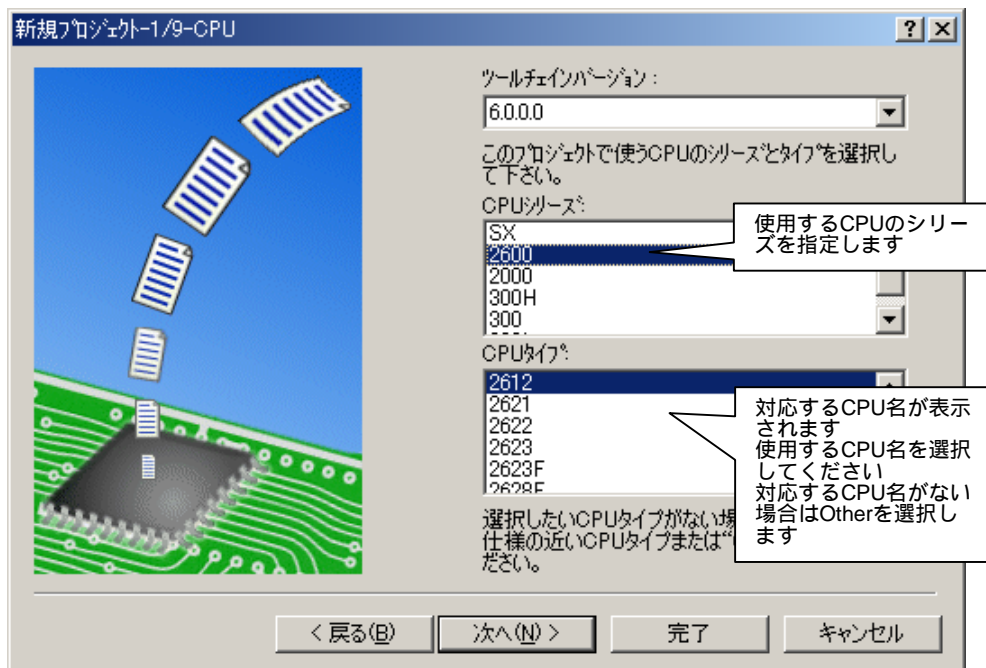 新規プロジェクト-1/9-CPU
ツールチェインバージョン :
6.0.0.0
このプロジェクトで使うCPUのシリーズとタイプを選択し
て下さい。
CPUシリーズ:
SX
2600
2000
300H
300
使用するCPUのシリー
ズを指定します
CPUタイプ:
2612
2621
2622
2623
2623F
2628F
対応するCPU名が表示
されます
使用するCPU名を選択
してください
対応するCPU名がない
場合はOtherを選択し
ます
選択したいCPUタイプがない場
仕様の近いCPUタイプまたは“
ださい。
< 戻る(B)
次へ(N) >
完了
キャンセル